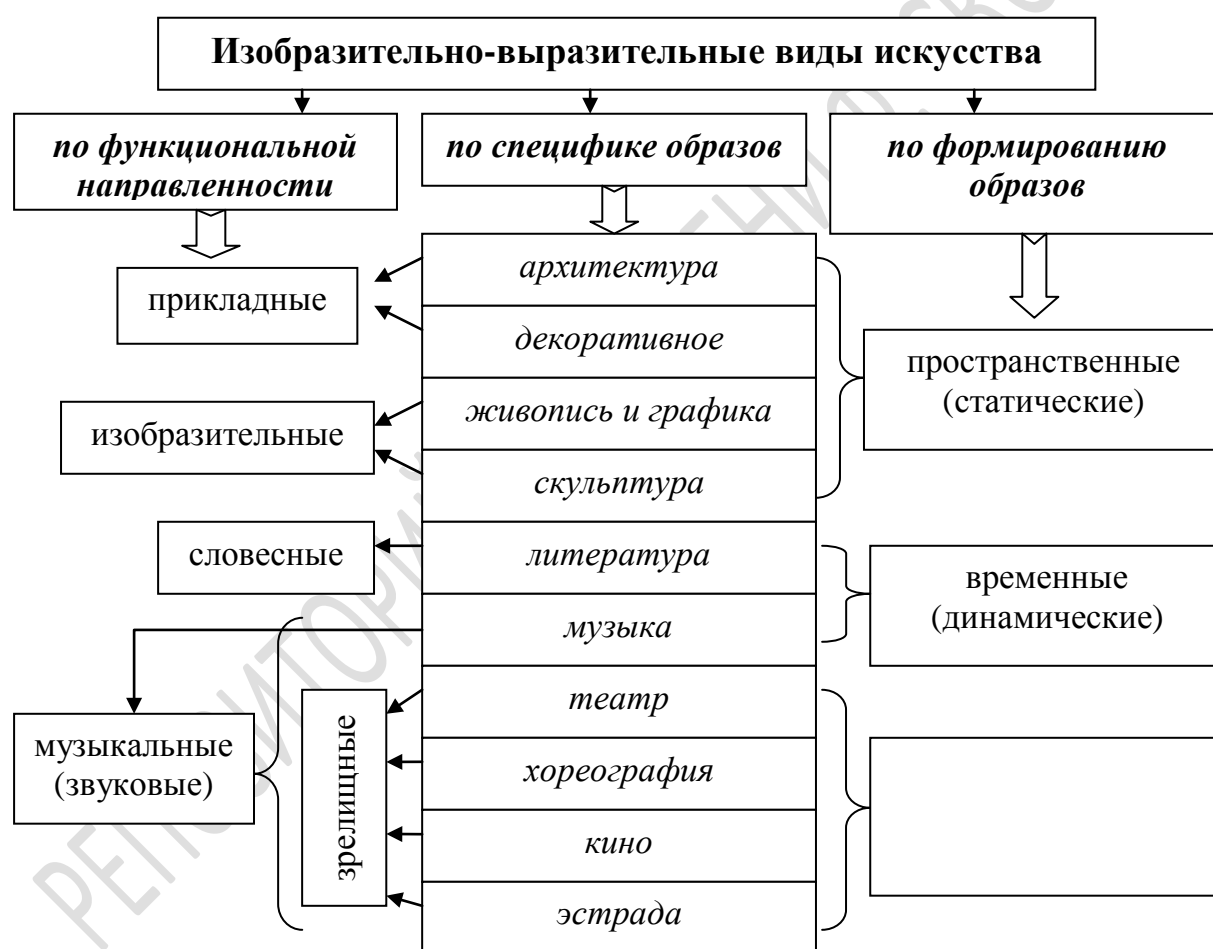 Изобразительно-выразительные виды искусства
по функциональной
направленности
по специфике образов
по формированию
образов
архитектура
прикладные
декоративное
пространственные
(статические)
живопись и графика
изобразительные
скульптура
словесные
литература
временные
(динамические)
музыка
театр
музыкальные
(звуковые)
зрелищные
хореография
кино
эстрада
РЕПОЗИТОРИЙ